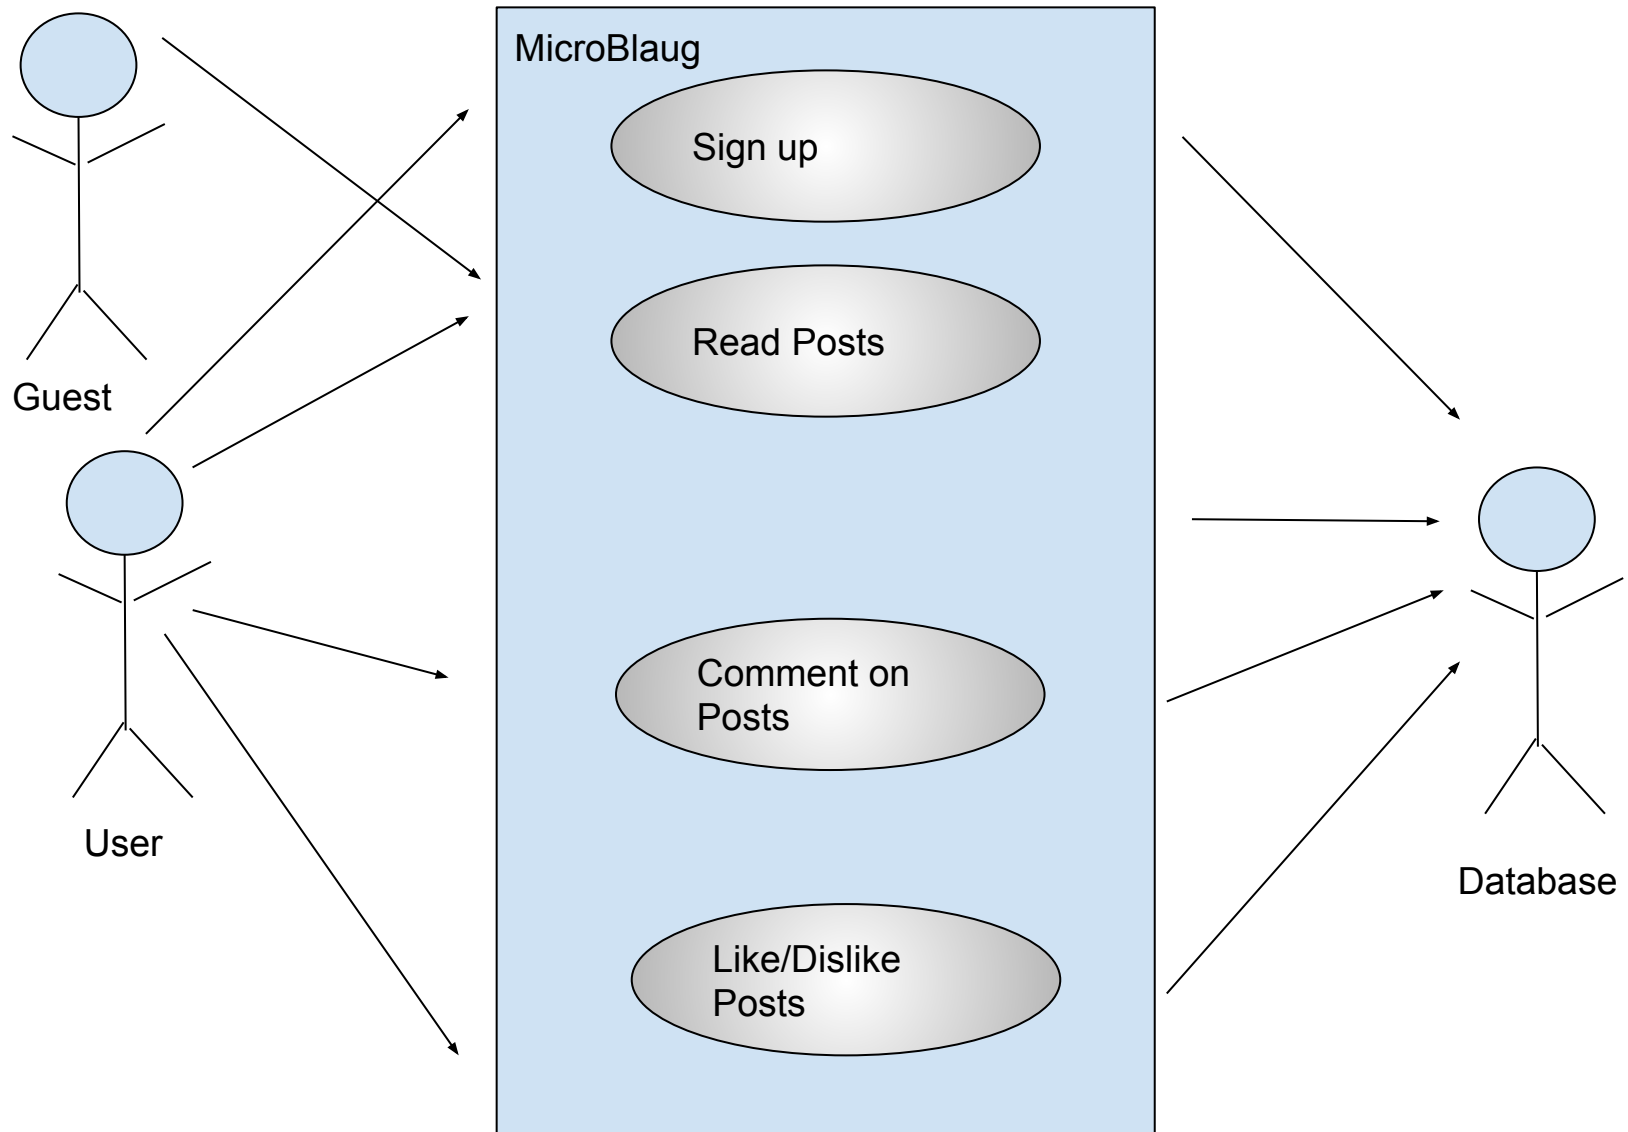 MicroBlaug
Sign up
Read Posts
Guest
Comment on
Posts
User
Database
Like/Dislike
Posts